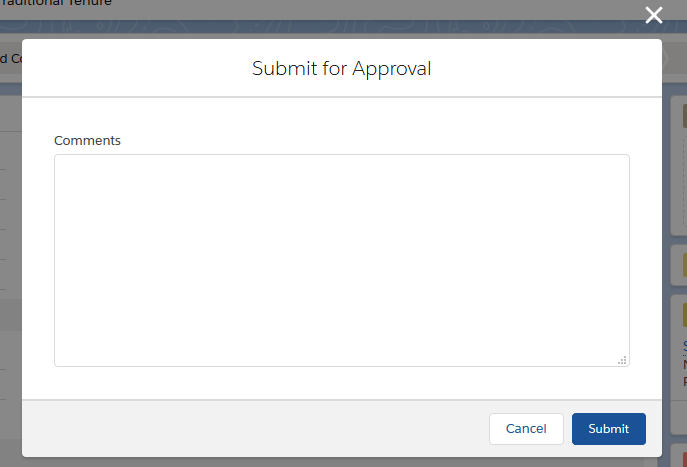 Traditional Tenure
Submit for Approval
Comments
Cancel
Submit